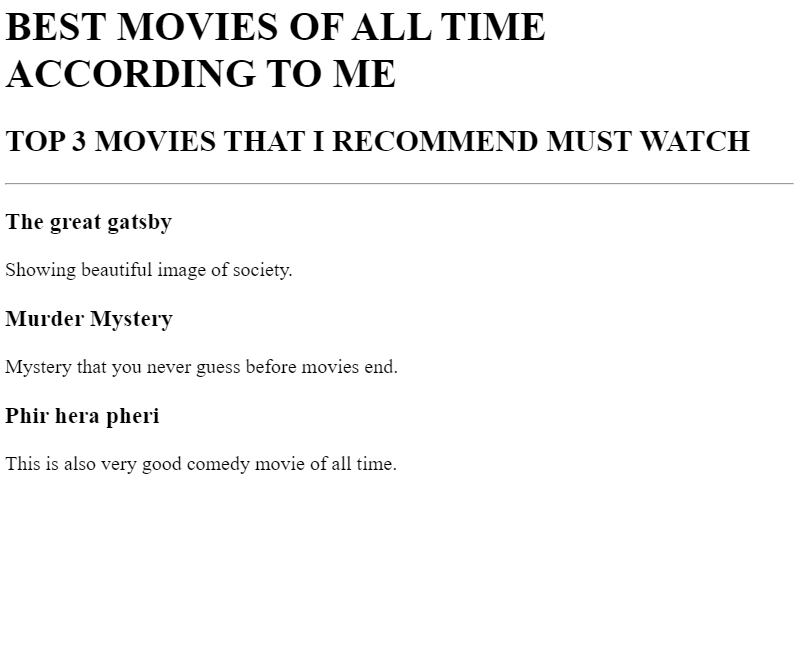 BEST MOVIES OF ALL TIME
ACCORDING TO ME
TOP 3 MOVIES THAT I RECOMMEND MUST WATCH
The great gatsby
Showing beautiful image of society.
Murder Mystery
Mystery that you never guess before movies end.
Phir hera pheri
This is also very good comedy movie of all time.